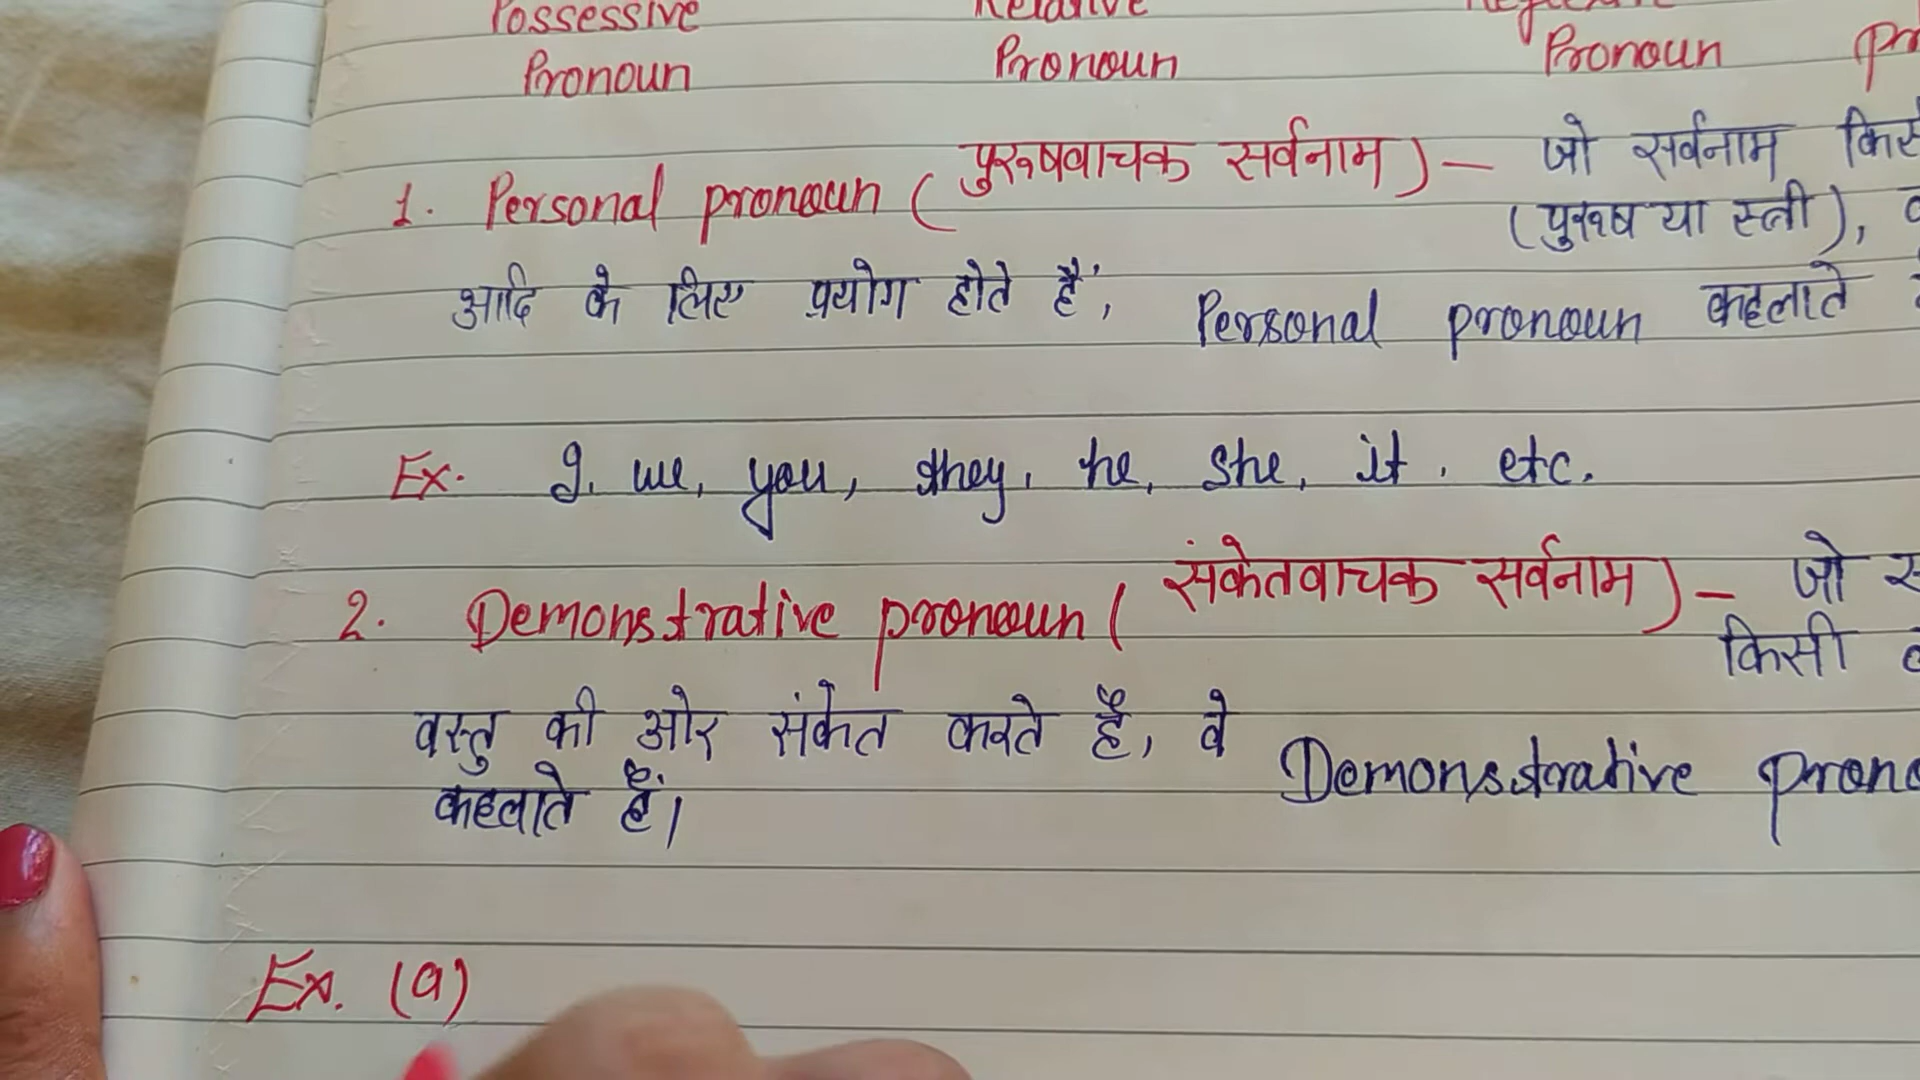 Possessive Relative
Pronoun Pronoun Pronoun
1. Personal pronoun (पुरूषवाचक सर्वनाम) – जो सर्वनाम
(पुरूष या स्त्री),
आदि के लिए प्रयोग होते हैं, Personal pronoun कहलाते
Ex. I, we, you, they, he, she, it, etc.
2. Demonstrative pronoun (संकेतवाचक सर्वनाम) – जो
किसी
वस्तु की ओर संकेत करते हैं, वे Demonstrative
कहलाते हैं।
Ex. (a)